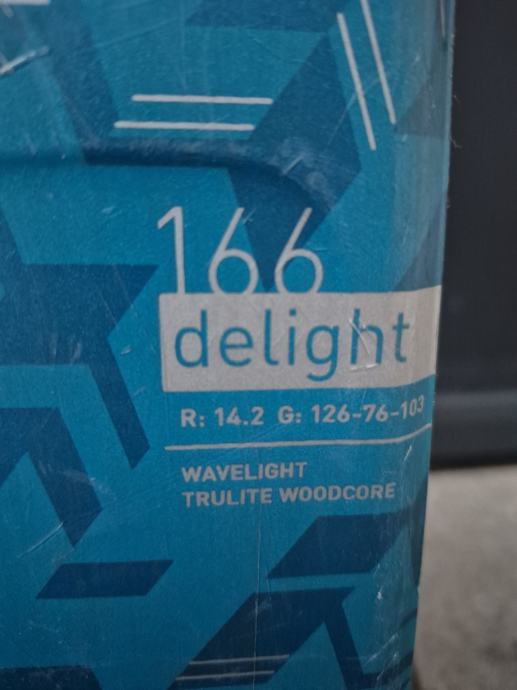 166
delight
R: 14.2 G: 126-76-103
WAVELIGHT
TRULITE WOODCORE